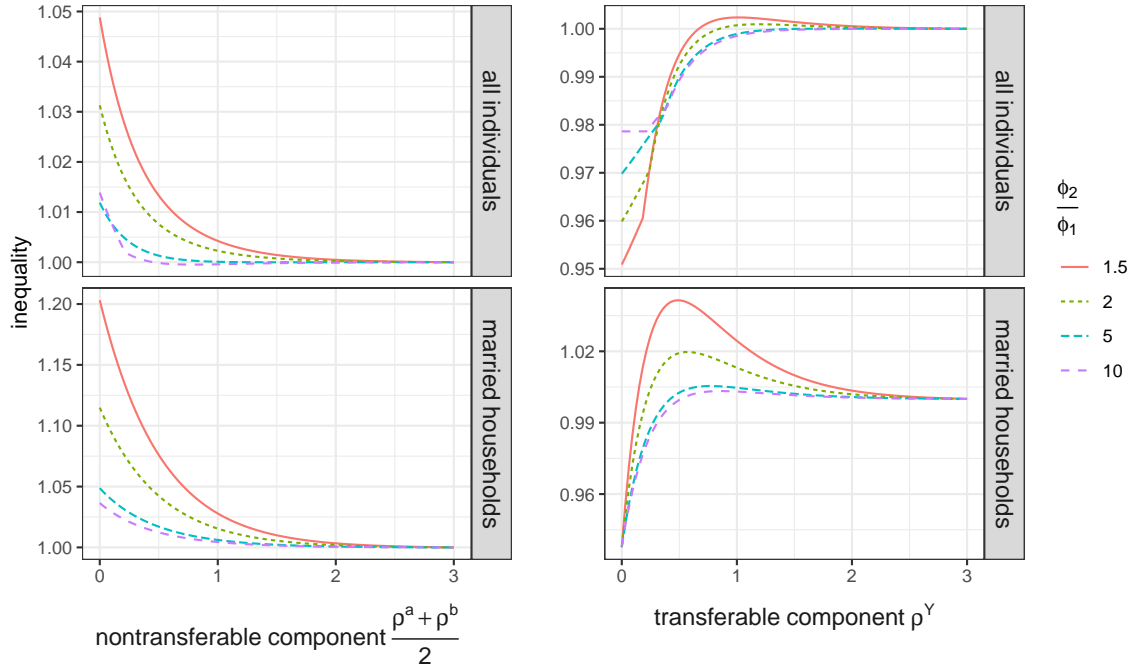 inequality
1.05
1.04
1.03
1.02
1.01
1.00
all individuals
1.20
1.15
1.10
1.05
1.00
married households
0 1 2 3
nontransferable component (ρ^a + ρ^b)/2
1.00
0.99
0.98
0.97
0.96
0.95
all individuals
1.02
0.99
0.96
married households
0 1 2 3
transferable component ρ^Y
ϕ₂
ϕ₁
1.5
2
5
10